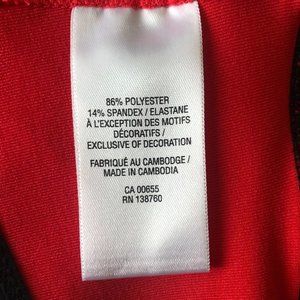 86% POLYESTER
14% SPANDEX / ELASTANE
À L'EXCEPTION DES MOTIFS
DÉCORATIFS /
EXCLUSIVE OF DECORATION
FABRIQUÉ AU CAMBODGE /
MADE IN CAMBODIA
CA 00655
RN 138760